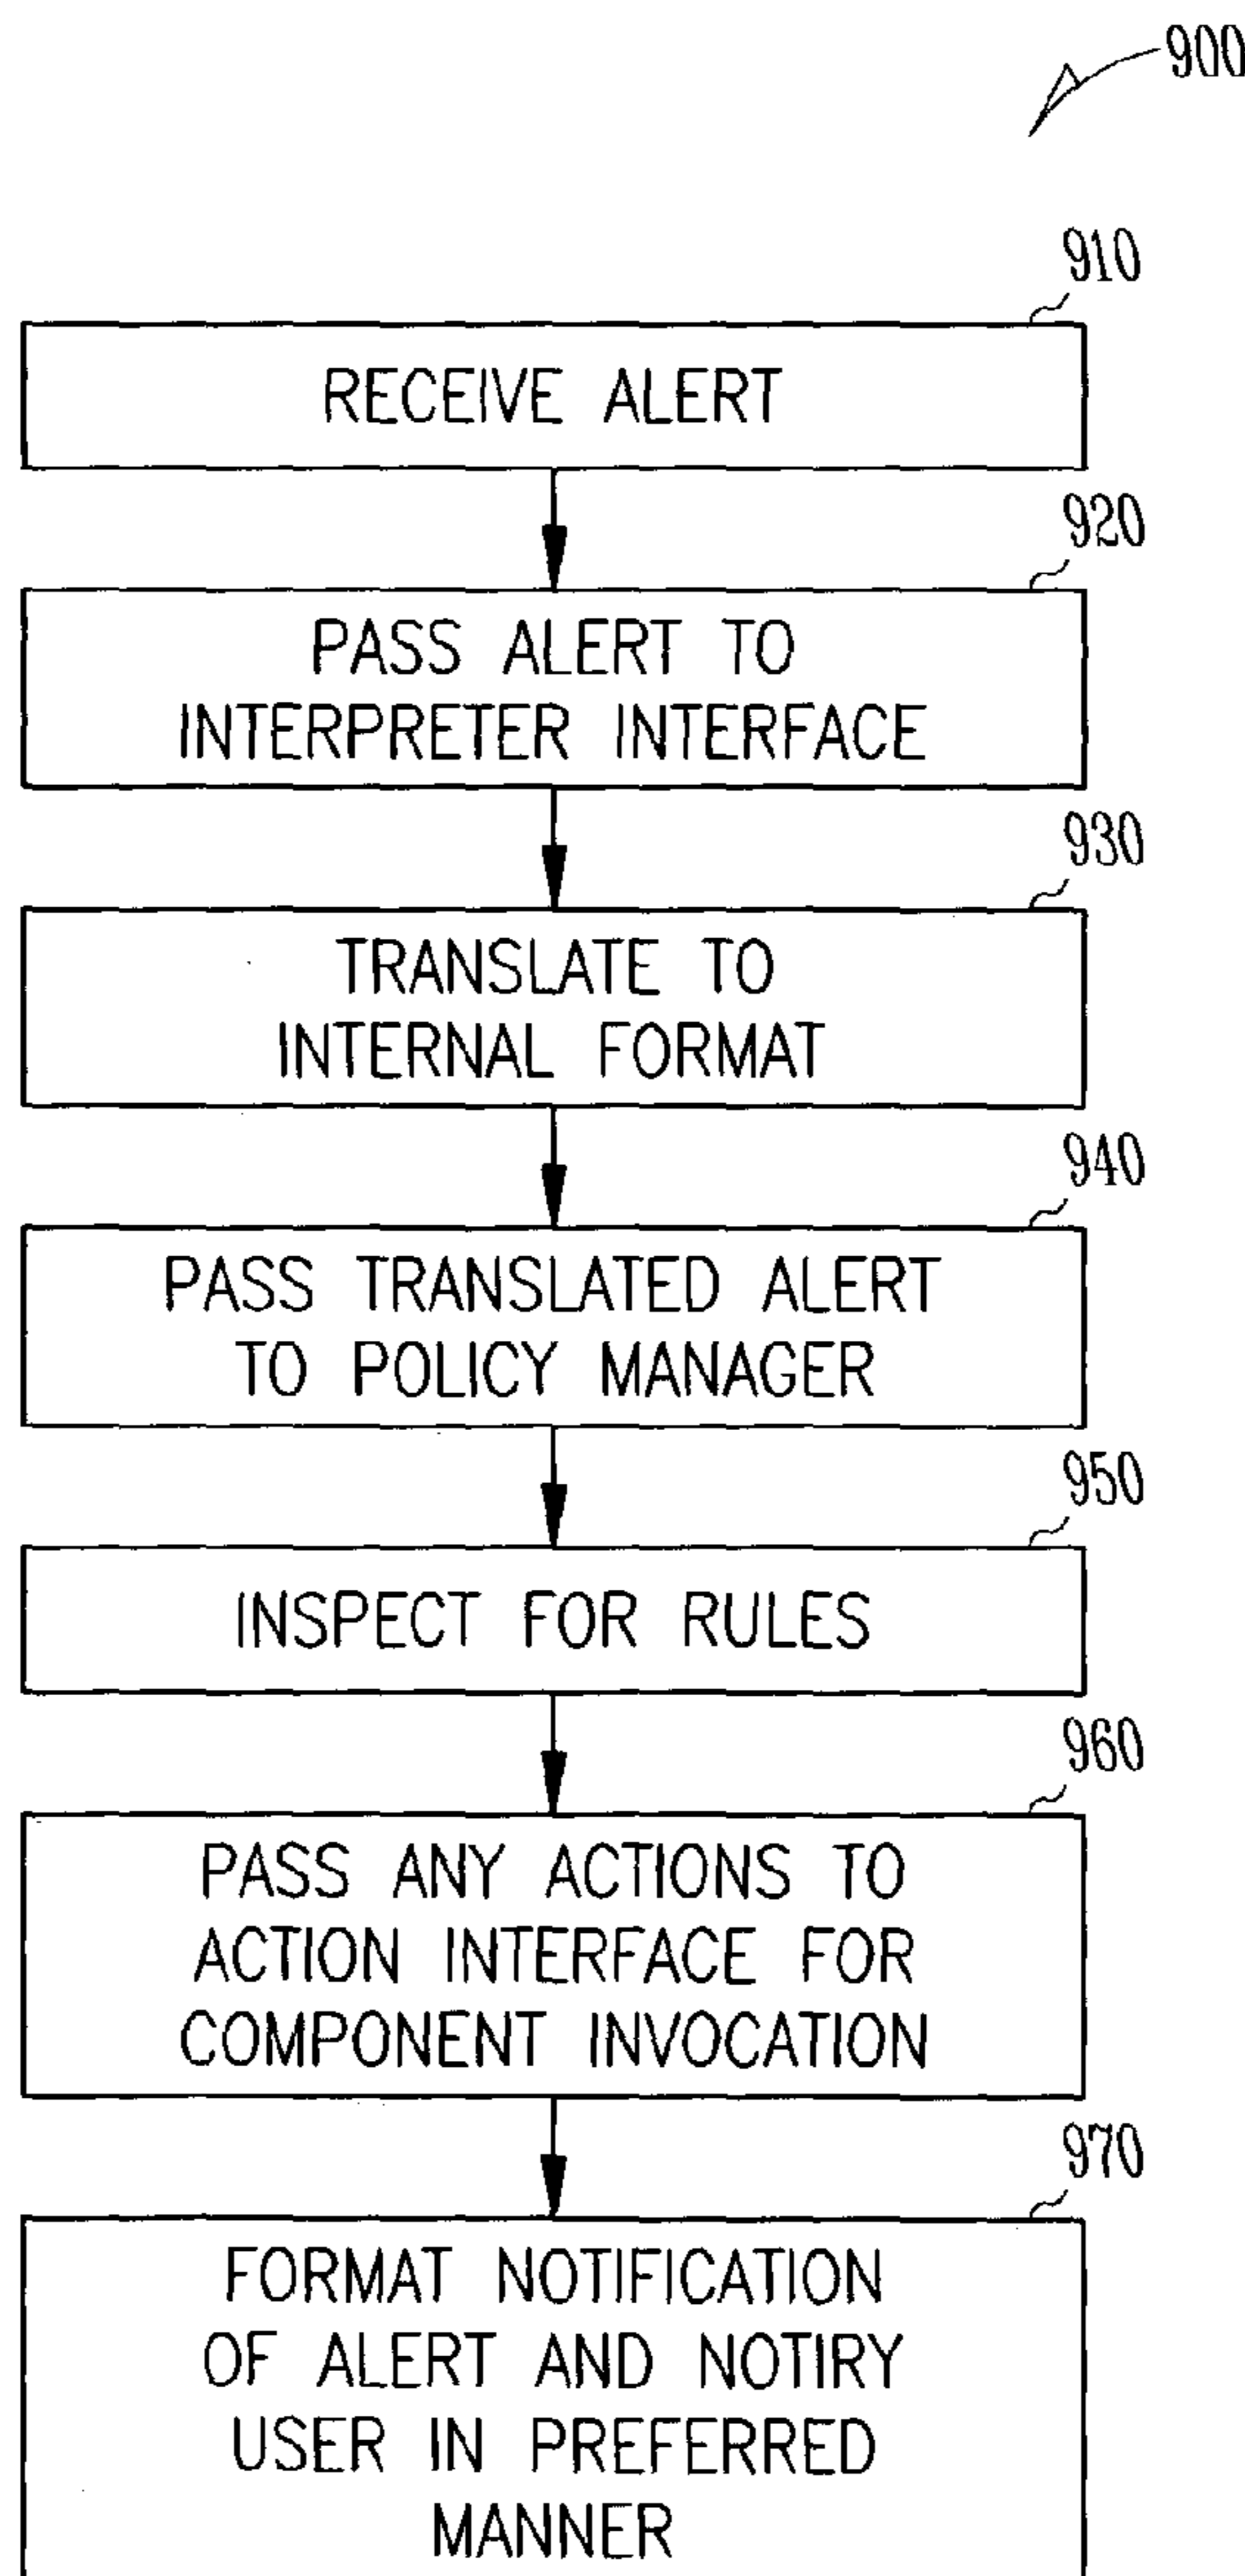 900
910
RECEIVE ALERT
920
PASS ALERT TO
INTERPRETER INTERFACE
930
TRANSLATE TO
INTERNAL FORMAT
940
PASS TRANSLATED ALERT
TO POLICY MANAGER
950
INSPECT FOR RULES
960
PASS ANY ACTIONS TO
ACTION INTERFACE FOR
COMPONENT INVOCATION
970
FORMAT NOTIFICATION
OF ALERT AND NOTIRY
USER IN PREFERRED
MANNER